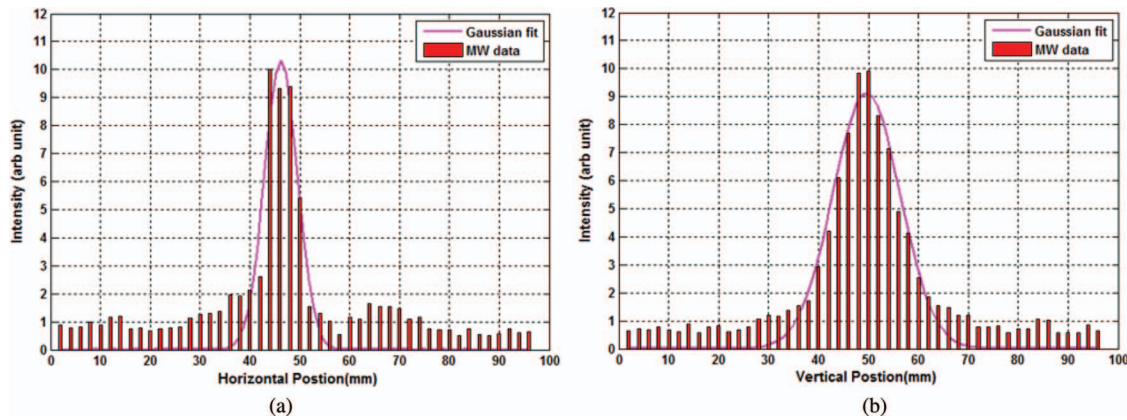 12
11
10
9
8
7
6
5
4
3
2
1
0
Intensity (arb unit)
Gaussian fit
MW data
0 10 20 30 40 50 60 70 80 90 100
Horizontal Postion(mm)
(a)
12
11
10
9
8
7
6
5
4
3
2
1
0
Intensity (arb unit)
Gaussian fit
MW data
0 10 20 30 40 50 60 70 80 90 100
Vertical Postion(mm)
(b)